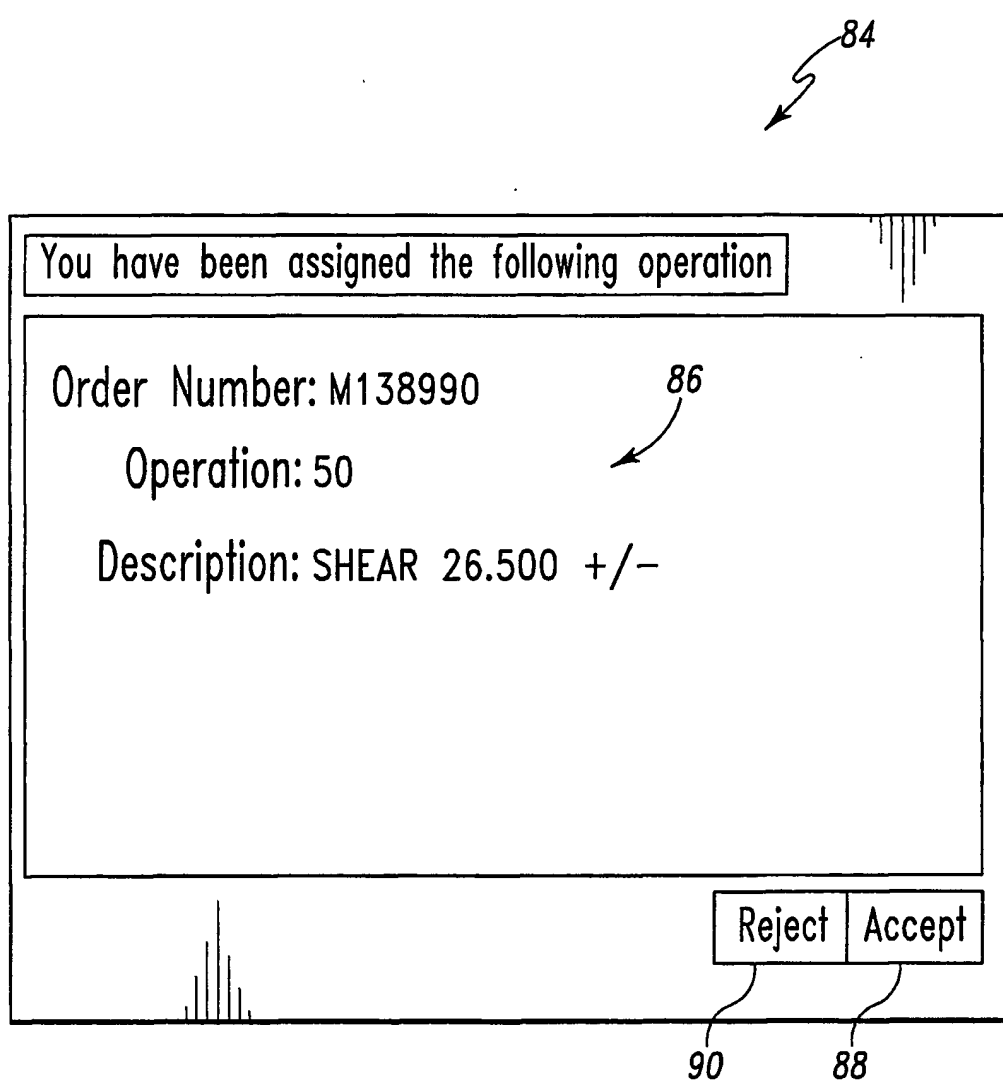 84
You have been assigned the following operation
Order Number: M138990
86
Operation: 50
Description: SHEAR 26.500 +/-
Reject Accept
90 88